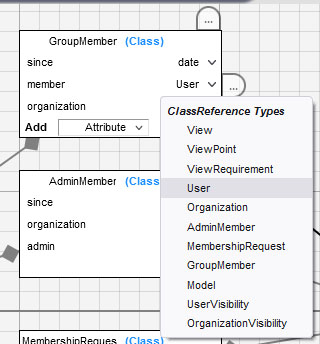 ...
GroupMember (Class)
since date
member User
...
organization
Add Attribute
ClassReference Types
View
ViewPoint
ViewRequirement
User
Organization
AdminMember
MembershipRequest
GroupMember
Model
UserVisibility
OrganizationVisibility
AdminMember (Class
since
organization
admin
MembershipReques (Class)